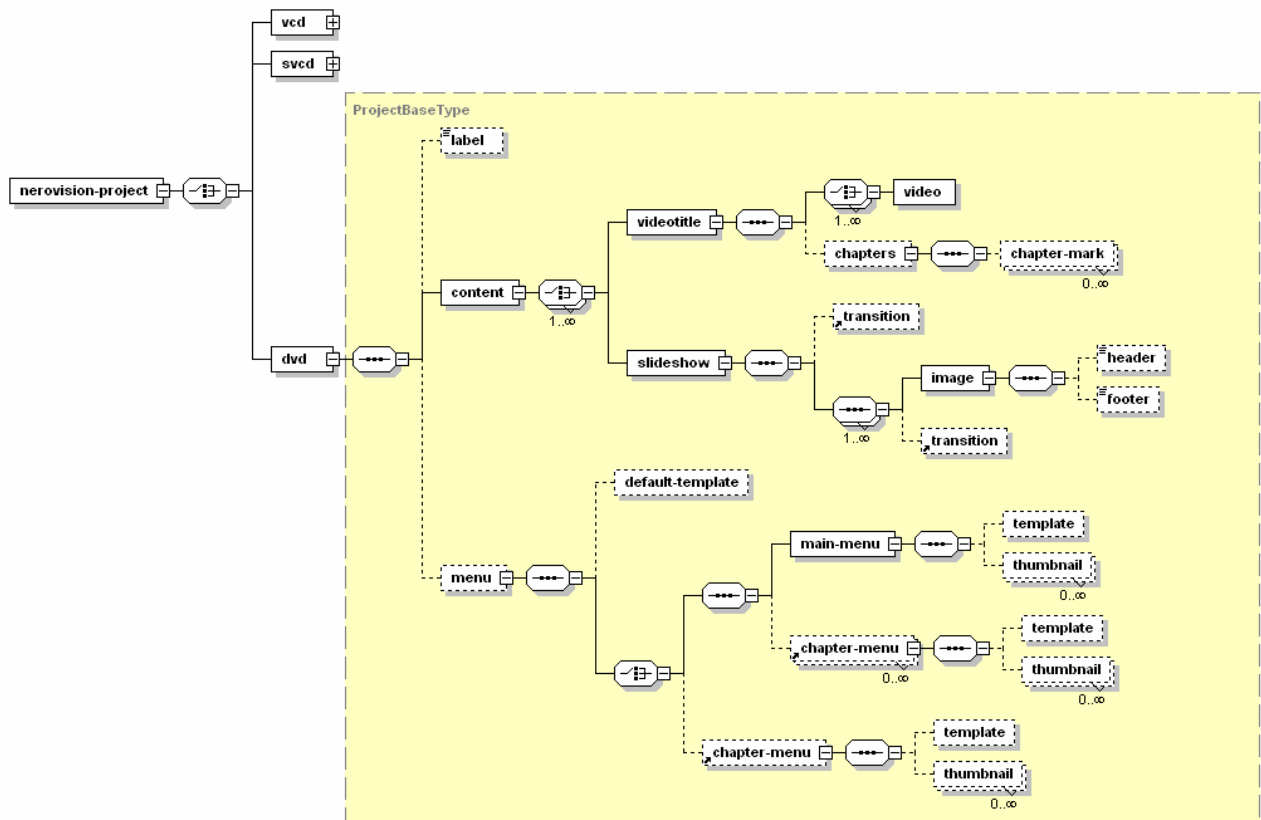 vcd
svcd
ProjectBaseType
label
nerovision-project
video
1..∞
videotitle
chapters
chapter-mark
0..∞
content
1..∞
transition
header
dvd
slideshow
image
footer
1..∞
transition
default-template
template
main-menu
thumbnail
0..∞
menu
template
chapter-menu
thumbnail
0..∞
0..∞
template
chapter-menu
thumbnail
0..∞